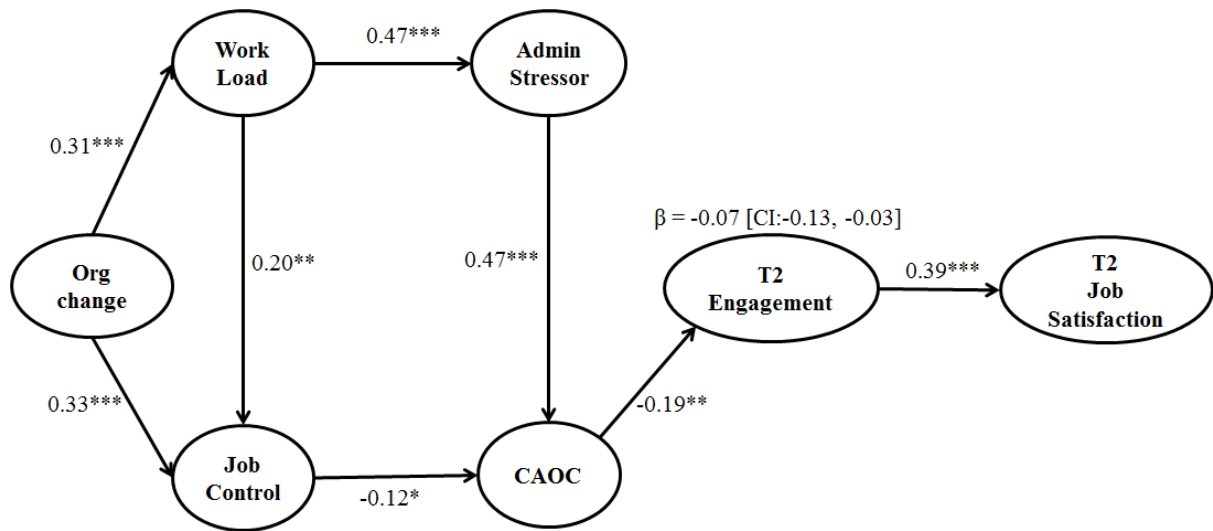 Work
Load
0.47***
Admin
Stressor
0.31***
β = -0.07 [CI:-0.13, -0.03]
Org
change
0.20**
0.47***
T2
Engagement
0.39***
T2
Job
Satisfaction
0.33***
-0.19**
Job
Control
-0.12*
CAOC